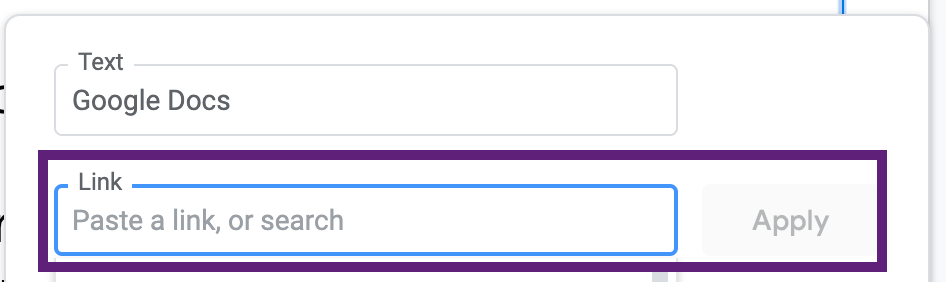 Text
Google Docs
Link
Paste a link, or search
Apply